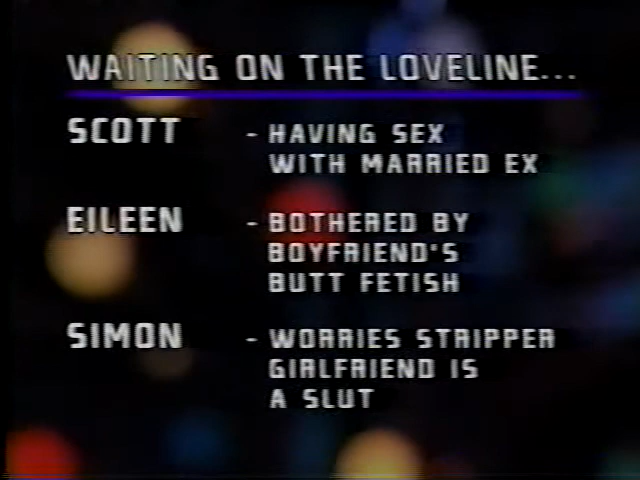 WAITING ON THE LOVELINE...
SCOTT - HAVING SEX
WITH MARRIED EX
EILEEN - BOTHERED BY
BOYFRIEND'S
BUTT FETISH
SIMON - WORRIES STRIPPER
GIRLFRIEND IS
A SLUT